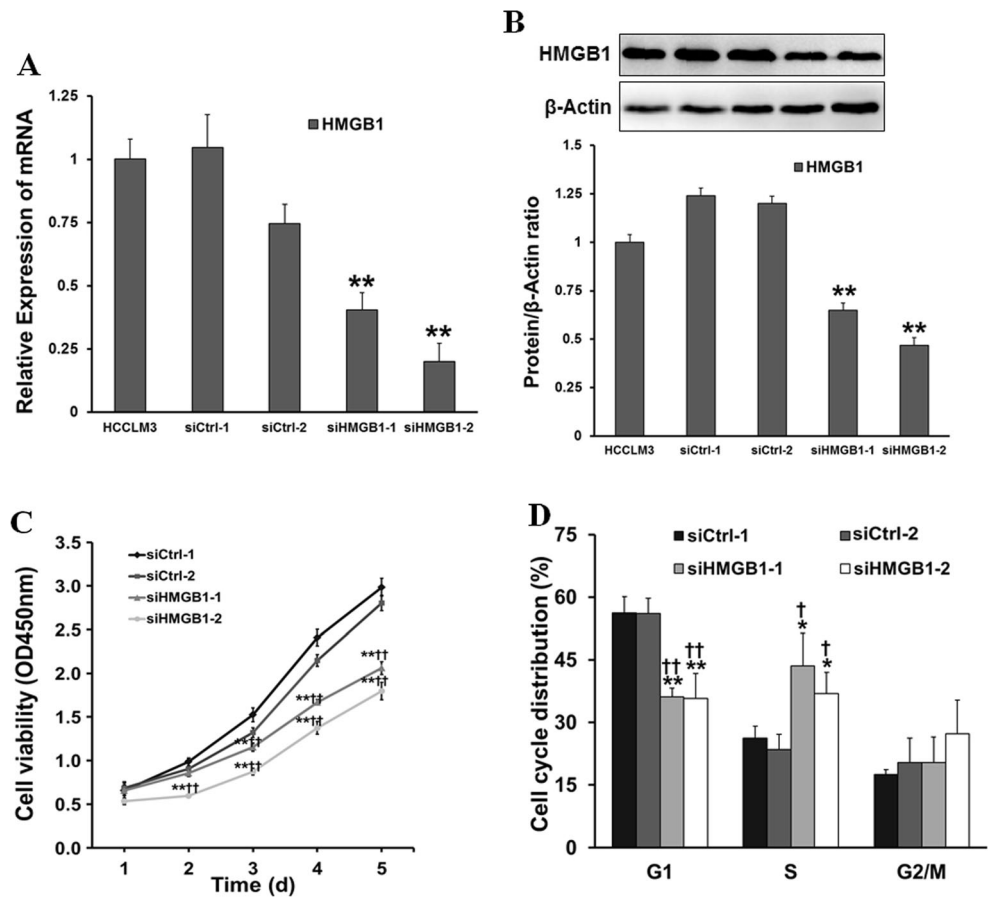 A
1.25
1
0.75
0.5
0.25
0
Relative Expression of mRNA
HMGB1
**
**
HCCLM3 siCtrl-1 siCtrl-2 siHMGB1-1 siHMGB1-2
B
HMGB1
β-Actin
1.5
1.25
1
0.75
0.5
0.25
0
Protein/β-Actin ratio
HMGB1
**
**
HCCLM3 siCtrl-1 siCtrl-2 siHMGB1-1 siHMGB1-2
C
3.5
3.0
2.5
2.0
1.5
1.0
0.5
0.0
Cell viability (OD450nm)
siCtrl-1
siCtrl-2
siHMGB1-1
siHMGB1-2
**††
**††
**††
**††
**††
**††
**††
1 2 3 4 5
Time (d)
D
75
60
45
30
15
0
Cell cycle distribution (%)
siCtrl-1 siCtrl-2
siHMGB1-1 siHMGB1-2
†† ††
** **
†
*
†
*
G1 S G2/M